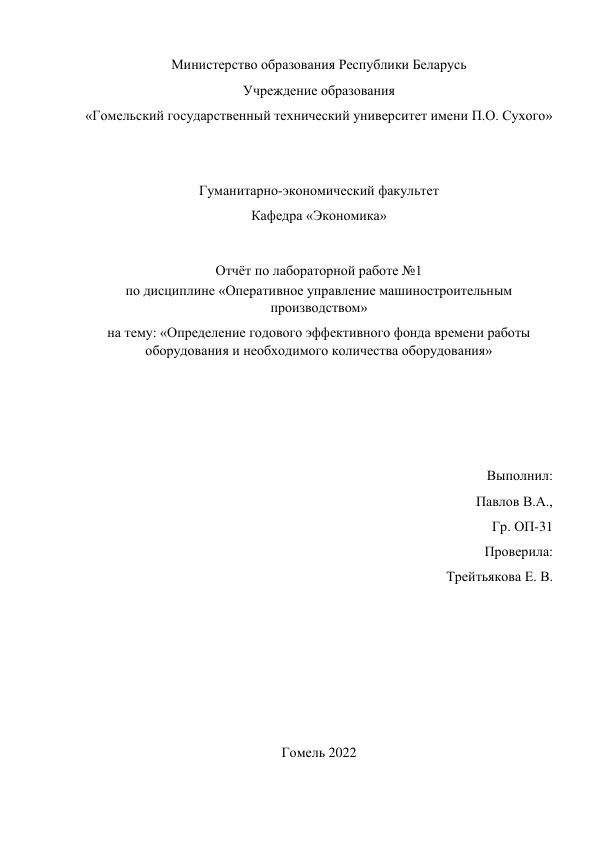 Министерство образования Республики Беларусь
Учреждение образования
«Гомельский государственный технический университет имени П.О. Сухого»
Гуманитарно-экономический факультет
Кафедра «Экономика»
Отчёт по лабораторной работе №1
по дисциплине «Оперативное управление машиностроительным
производством»
на тему: «Определение годового эффективного фонда времени работы
оборудования и необходимого количества оборудования»
Выполнил:
Павлов В.А.,
Гр. ОП-31
Проверила:
Трейтьякова Е. В.
Гомель 2022